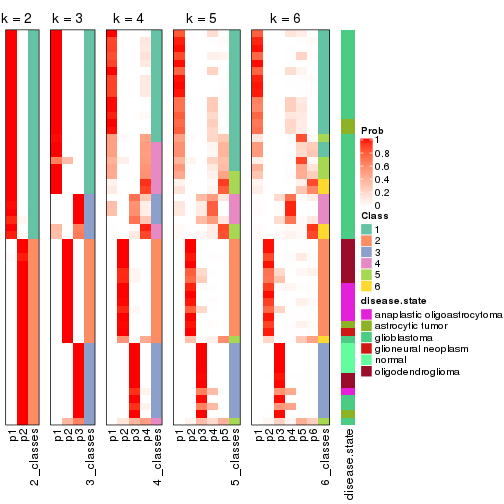 k = 2
k = 3
k = 4
k = 5
k = 6
Prob
1
0.8
0.6
0.4
0.2
0
Class
1
2
3
4
5
6
disease.state
anaplastic oligoastrocytoma
astrocytic tumor
glioblastoma
glioneural neoplasm
normal
oligodendroglioma
p1
p2
2_classes
p1
p2
p3
3_classes
p1
p2
p3
p4
4_classes
p1
p2
p3
p4
p5
5_classes
p1
p2
p3
p4
p5
p6
6_classes
disease.state